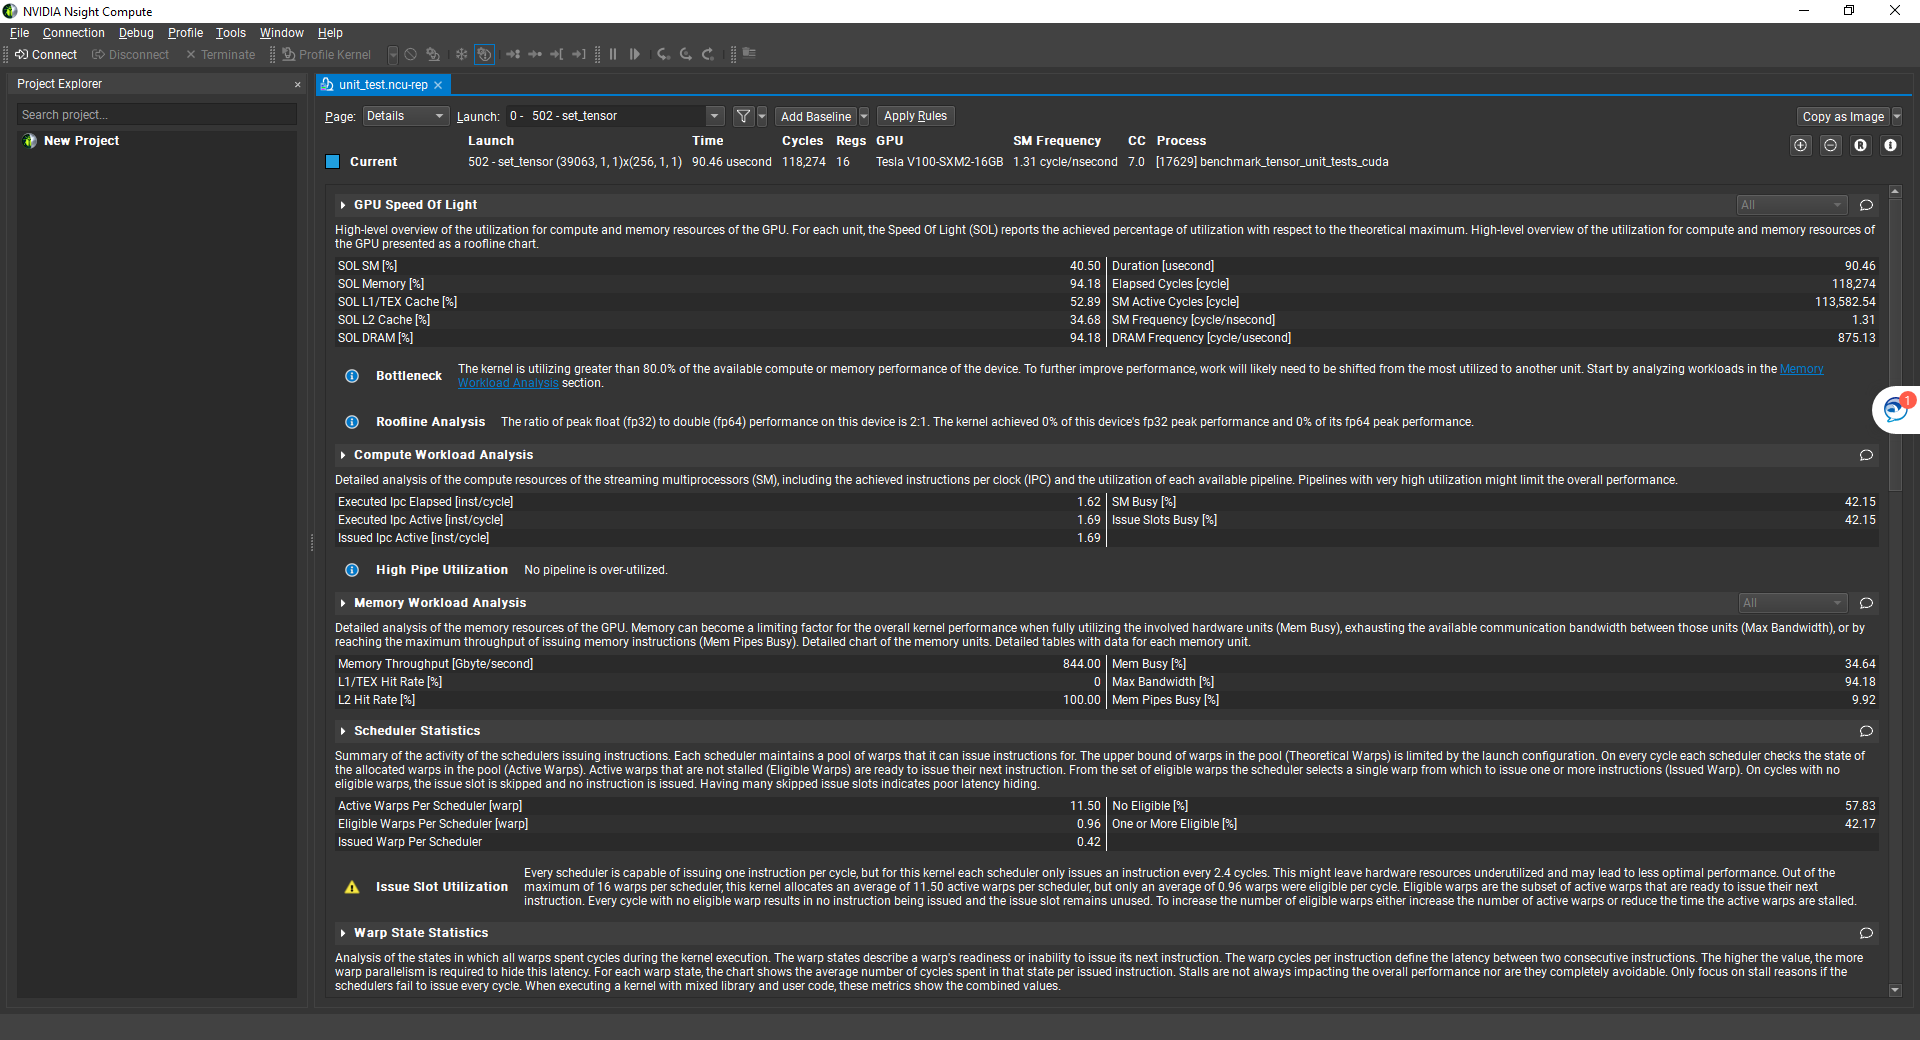 NVIDIA Nsight Compute
File Connection Debug Profile Tools Window Help
Connect Disconnect Terminate Profile Kernel
Project Explorer
Search project...
New Project
unit_test.ncu-rep
Page: Details Launch: 0 - 502 - set_tensor Add Baseline Apply Rules Copy as Image
Launch Time Cycles Regs GPU SM Frequency CC Process
Current 502 - set_tensor (39063, 1, 1)x(256, 1, 1) 90.46 usecond 118,274 16 Tesla V100-SXM2-16GB 1.31 cycle/nsecond 7.0 [17629] benchmark_tensor_unit_tests_cuda
GPU Speed Of Light All
High-level overview of the utilization for compute and memory resources of the GPU. For each unit, the Speed Of Light (SOL) reports the achieved percentage of utilization with respect to the theoretical maximum. High-level overview of the utilization for compute and memory resources of
the GPU presented as a roofline chart.
SOL SM [%] 40.50 Duration [usecond] 90.46
SOL Memory [%] 94.18 Elapsed Cycles [cycle] 118,274
SOL L1/TEX Cache [%] 52.89 SM Active Cycles [cycle] 113,582.54
SOL L2 Cache [%] 34.68 SM Frequency [cycle/nsecond] 1.31
SOL DRAM [%] 94.18 DRAM Frequency [cycle/usecond] 875.13
Bottleneck The kernel is utilizing greater than 80.0% of the available compute or memory performance of the device. To further improve performance, work will likely need to be shifted from the most utilized to another unit. Start by analyzing workloads in the Memory
Workload Analysis section.
1
Roofline Analysis The ratio of peak float (fp32) to double (fp64) performance on this device is 2:1. The kernel achieved 0% of this device's fp32 peak performance and 0% of its fp64 peak performance.
Compute Workload Analysis
Detailed analysis of the compute resources of the streaming multiprocessors (SM), including the achieved instructions per clock (IPC) and the utilization of each available pipeline. Pipelines with very high utilization might limit the overall performance.
Executed Ipc Elapsed [inst/cycle] 1.62 SM Busy [%] 42.15
Executed Ipc Active [inst/cycle] 1.69 Issue Slots Busy [%] 42.15
Issued Ipc Active [inst/cycle] 1.69
High Pipe Utilization No pipeline is over-utilized.
Memory Workload Analysis All
Detailed analysis of the memory resources of the GPU. Memory can become a limiting factor for the overall kernel performance when fully utilizing the involved hardware units (Mem Busy), exhausting the available communication bandwidth between those units (Max Bandwidth), or by
reaching the maximum throughput of issuing memory instructions (Mem Pipes Busy). Detailed chart of the memory units. Detailed tables with data for each memory unit.
Memory Throughput [Gbyte/second] 844.00 Mem Busy [%] 34.64
L1/TEX Hit Rate [%] 0 Max Bandwidth [%] 94.18
L2 Hit Rate [%] 100.00 Mem Pipes Busy [%] 9.92
Scheduler Statistics
Summary of the activity of the schedulers issuing instructions. Each scheduler maintains a pool of warps that it can issue instructions for. The upper bound of warps in the pool (Theoretical Warps) is limited by the launch configuration. On every cycle each scheduler checks the state of
the allocated warps in the pool (Active Warps). Active warps that are not stalled (Eligible Warps) are ready to issue their next instruction. From the set of eligible warps the scheduler selects a single warp from which to issue one or more instructions (Issued Warp). On cycles with no
eligible warps, the issue slot is skipped and no instruction is issued. Having many skipped issue slots indicates poor latency hiding.
Active Warps Per Scheduler [warp] 11.50 No Eligible [%] 57.83
Eligible Warps Per Scheduler [warp] 0.96 One or More Eligible [%] 42.17
Issued Warp Per Scheduler 0.42
Every scheduler is capable of issuing one instruction per cycle, but for this kernel each scheduler only issues an instruction every 2.4 cycles. This might leave hardware resources underutilized and may lead to less optimal performance. Out of the
Issue Slot Utilization maximum of 16 warps per scheduler, this kernel allocates an average of 11.50 active warps per scheduler, but only an average of 0.96 warps were eligible per cycle. Eligible warps are the subset of active warps that are ready to issue their next
instruction. Every cycle with no eligible warp results in no instruction being issued and the issue slot remains unused. To increase the number of eligible warps either increase the number of active warps or reduce the time the active warps are stalled.
Warp State Statistics
Analysis of the states in which all warps spent cycles during the kernel execution. The warp states describe a warp's readiness or inability to issue its next instruction. The warp cycles per instruction define the latency between two consecutive instructions. The higher the value, the more
warp parallelism is required to hide this latency. For each warp state, the chart shows the average number of cycles spent in that state per issued instruction. Stalls are not always impacting the overall performance nor are they completely avoidable. Only focus on stall reasons if the
schedulers fail to issue every cycle. When executing a kernel with mixed library and user code, these metrics show the combined values.